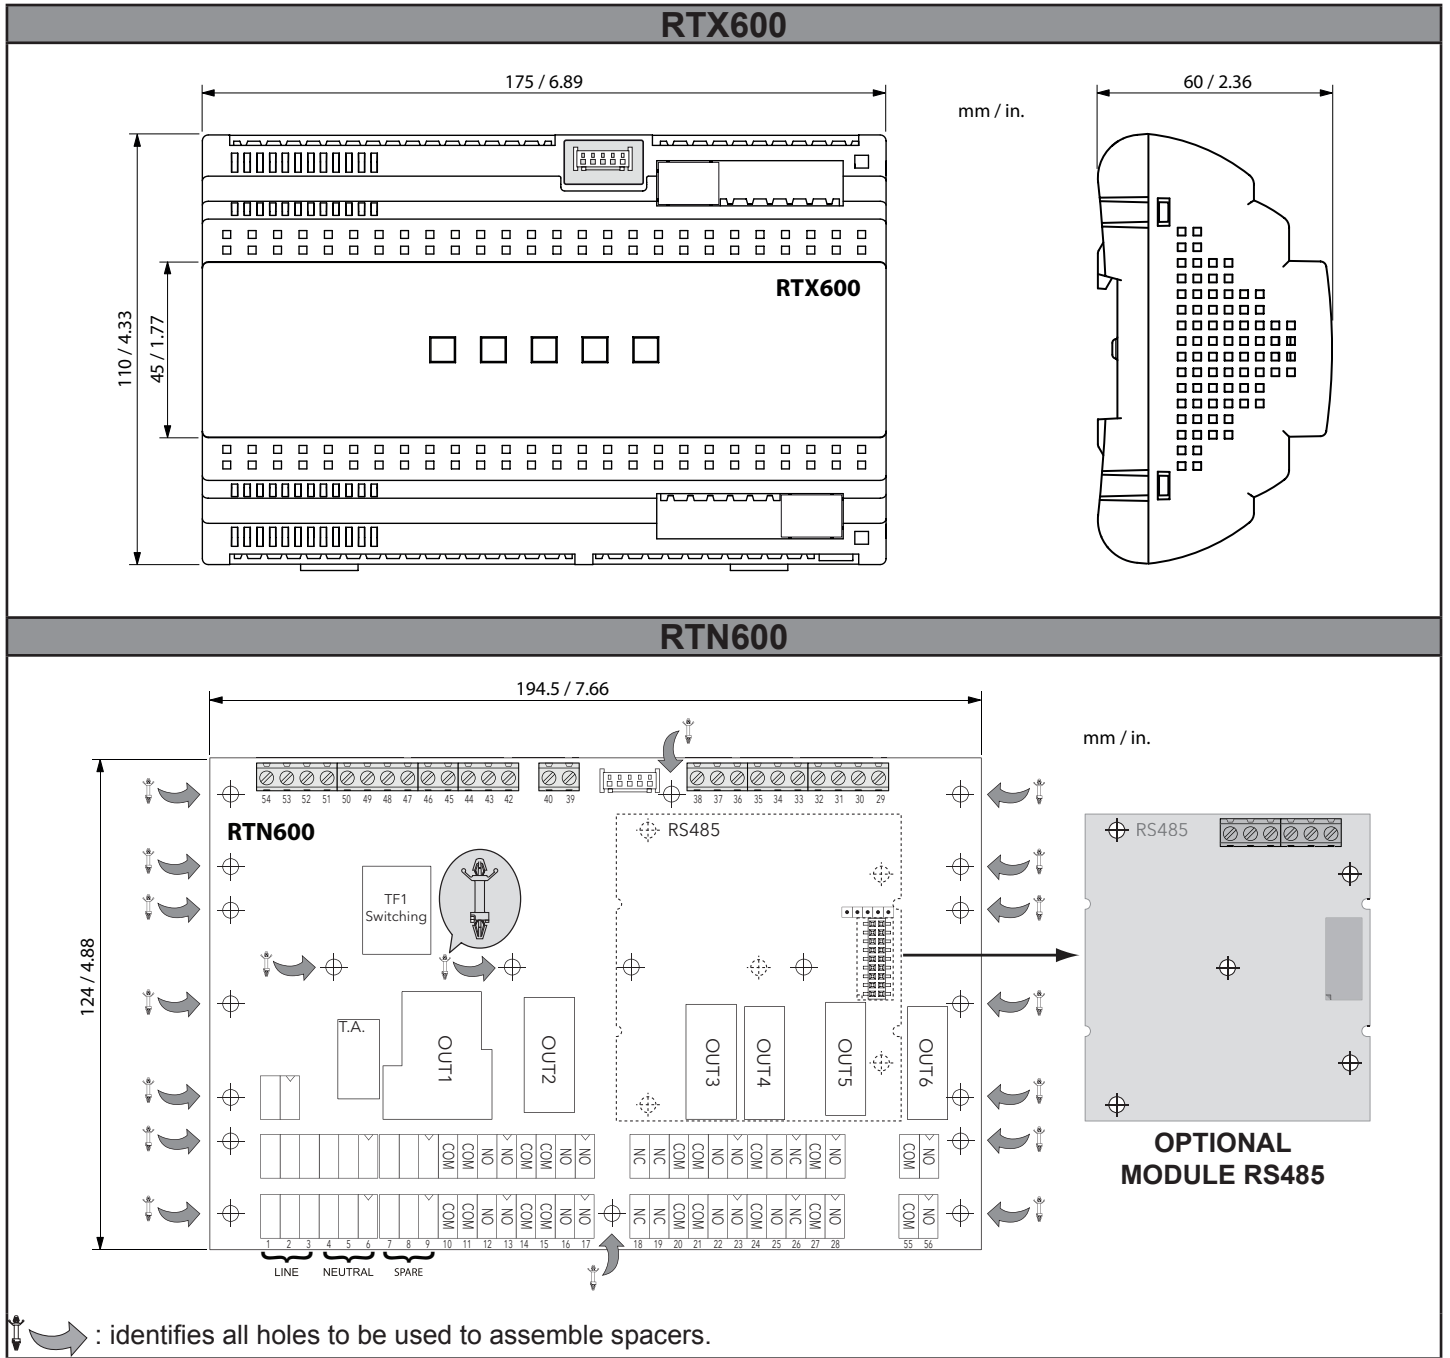 RTX600
175 / 6.89
60 / 2.36
mm / in.
RTX600
110 / 4.33
45 / 1.77
RTN600
194.5 / 7.66
mm / in.
54 53 52 51 50 49 48 47 46 45 44 43 42 40 39 38 37 36 35 34 33 32 31 30 29
RTN600
RS485
RS485
TF1
Switching
124 / 4.88
T.A.
OUT1
OUT2
OUT3
OUT4
OUT5
OUT6
COM COM NO NO COM COM NO NO NC NC COM COM NO NO COM NO NC COM NO COM NO
OPTIONAL
MODULE RS485
COM COM NO NO COM COM NO NO NC NC COM COM NO NO COM NO NC COM NO COM NO
1 2 3 4 5 6 7 8 9 10 11 12 13 14 15 16 17 18 19 20 21 22 23 24 25 26 27 28 55 56
LINE NEUTRAL SPARE
: identifies all holes to be used to assemble spacers.